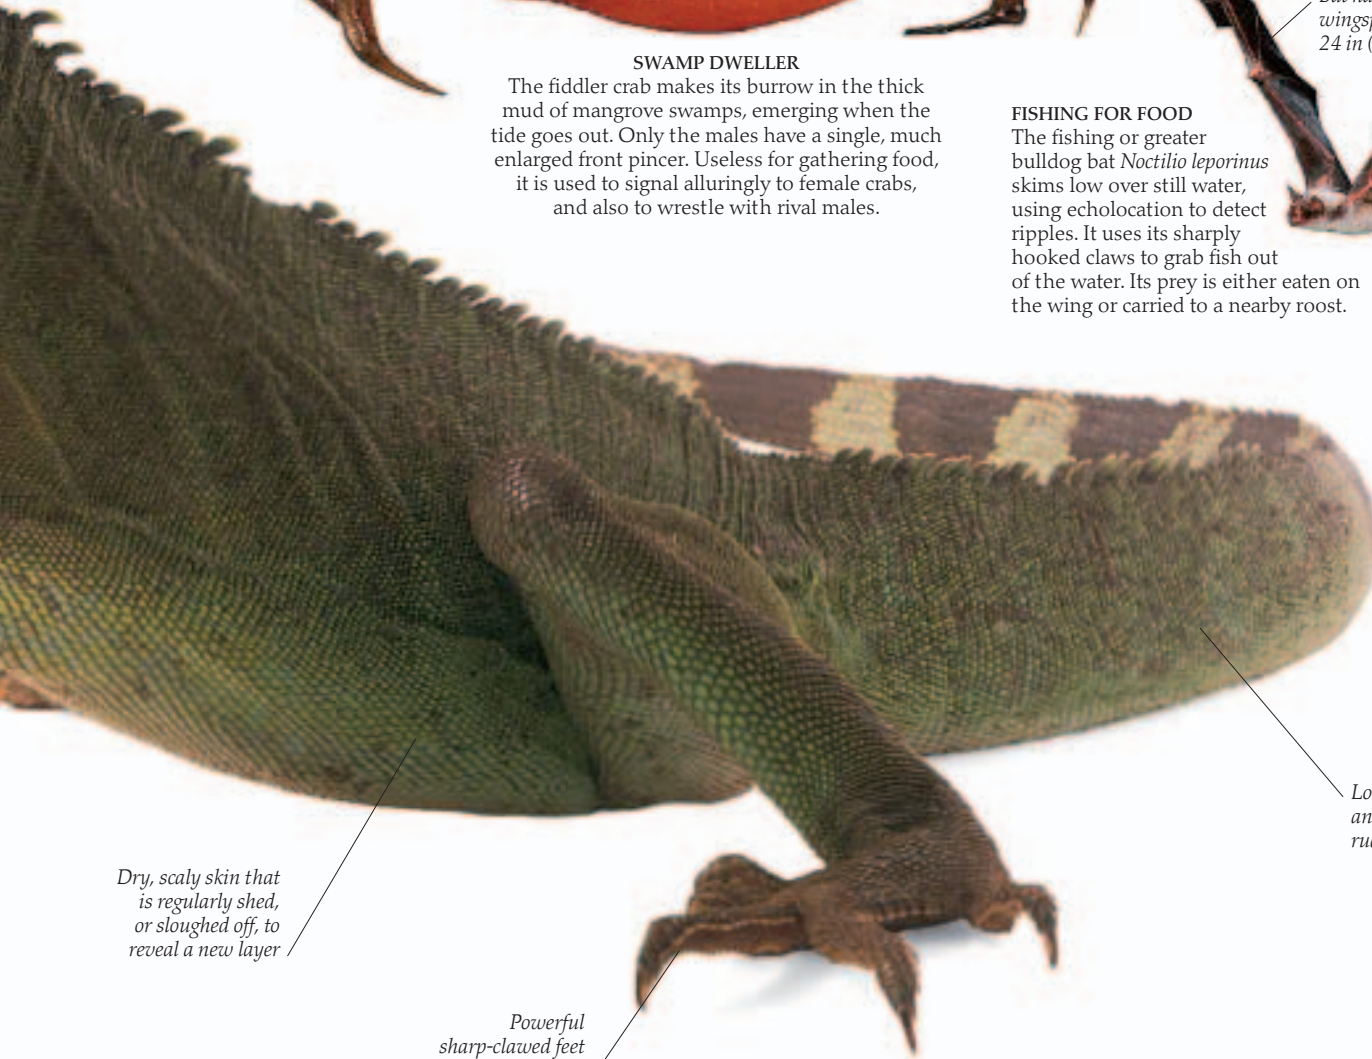 wingsp
24 in (
SWAMP DWELLER
The fiddler crab makes its burrow in the thick
mud of mangrove swamps, emerging when the
tide goes out. Only the males have a single, much
enlarged front pincer. Useless for gathering food,
it is used to signal alluringly to female crabs,
and also to wrestle with rival males.
FISHING FOR FOOD
The fishing or greater
bulldog bat Noctilio leporinus
skims low over still water,
using echolocation to detect
ripples. It uses its sharply
hooked claws to grab fish out
of the water. Its prey is either eaten on
the wing or carried to a nearby roost.
Lo
an
ru
Dry, scaly skin that
is regularly shed,
or sloughed off, to
reveal a new layer
Powerful
sharp-clawed feet